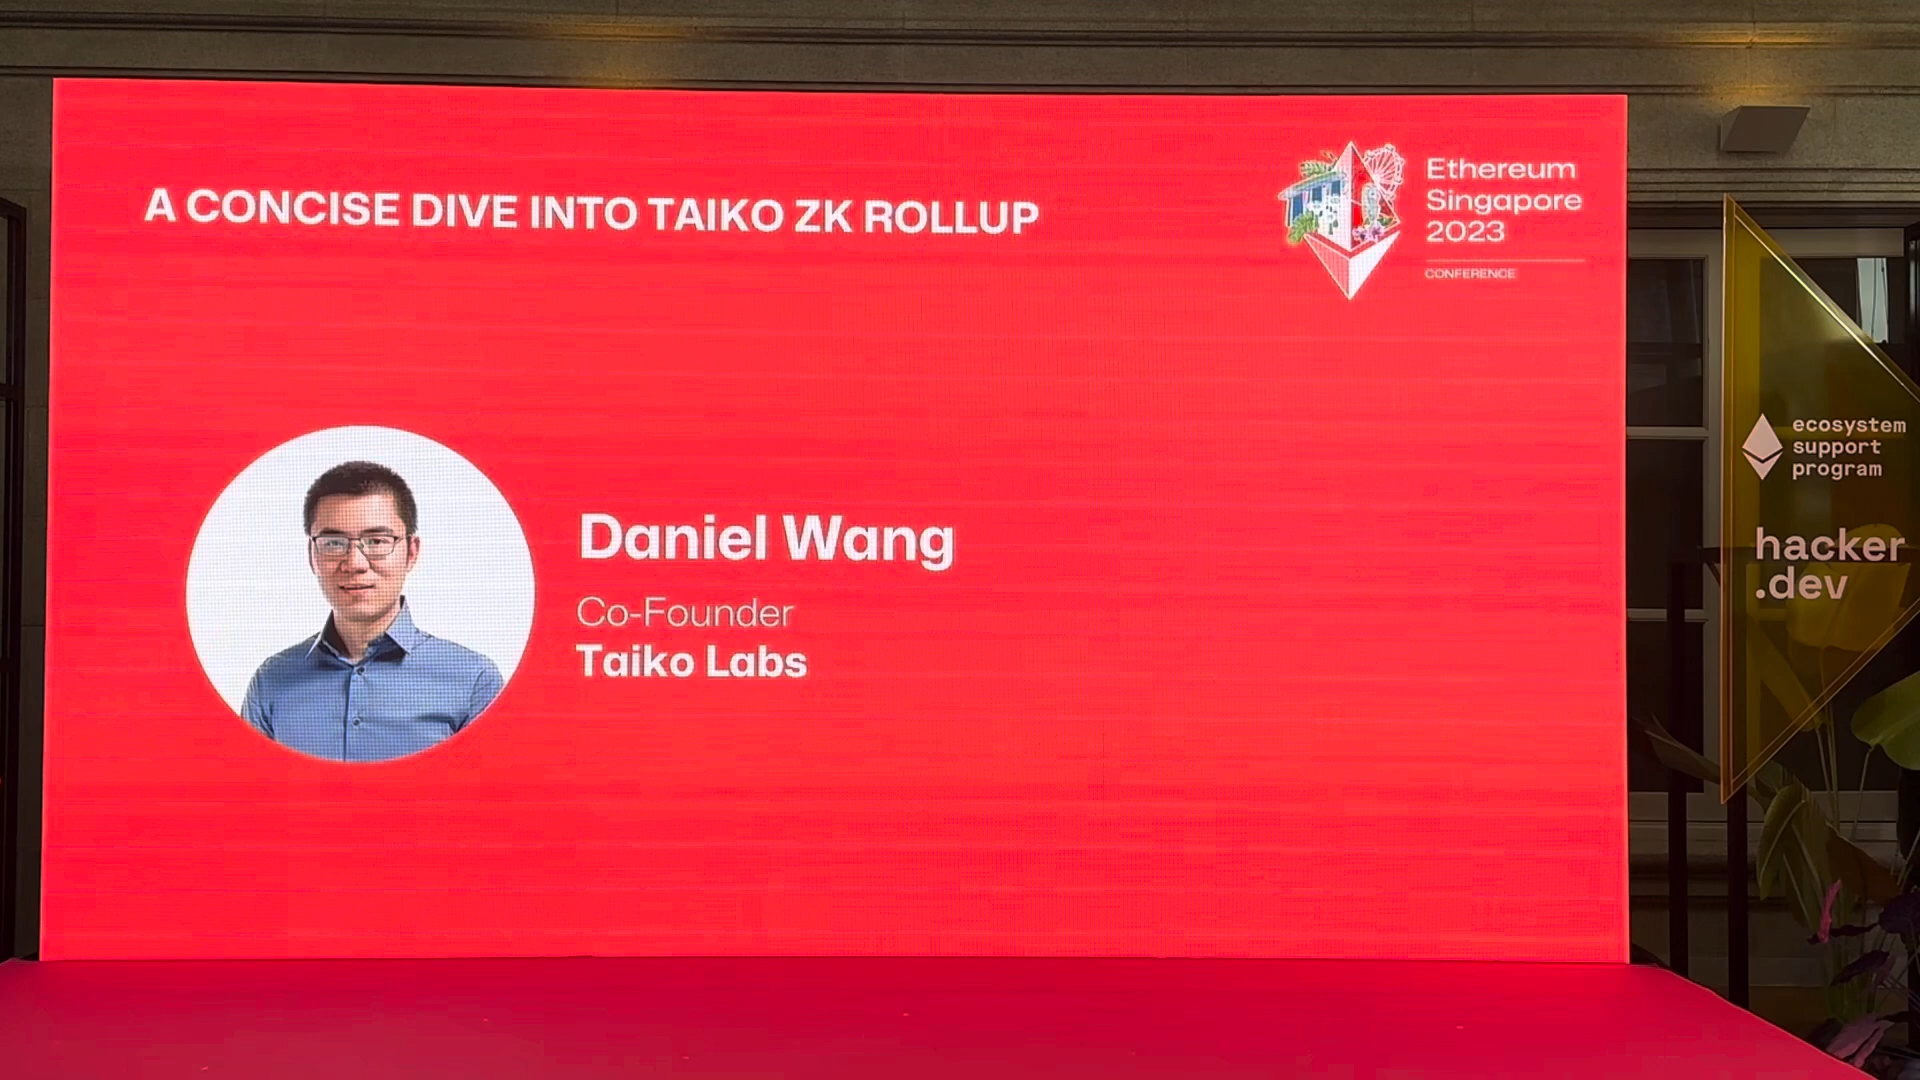 A CONCISE DIVE INTO TAIKO ZK ROLLUP
Ethereum
Singapore
2023
CONFERENCE
Daniel Wang
Co-Founder
Taiko Labs
ecosystem
support
program
hacker
.dev